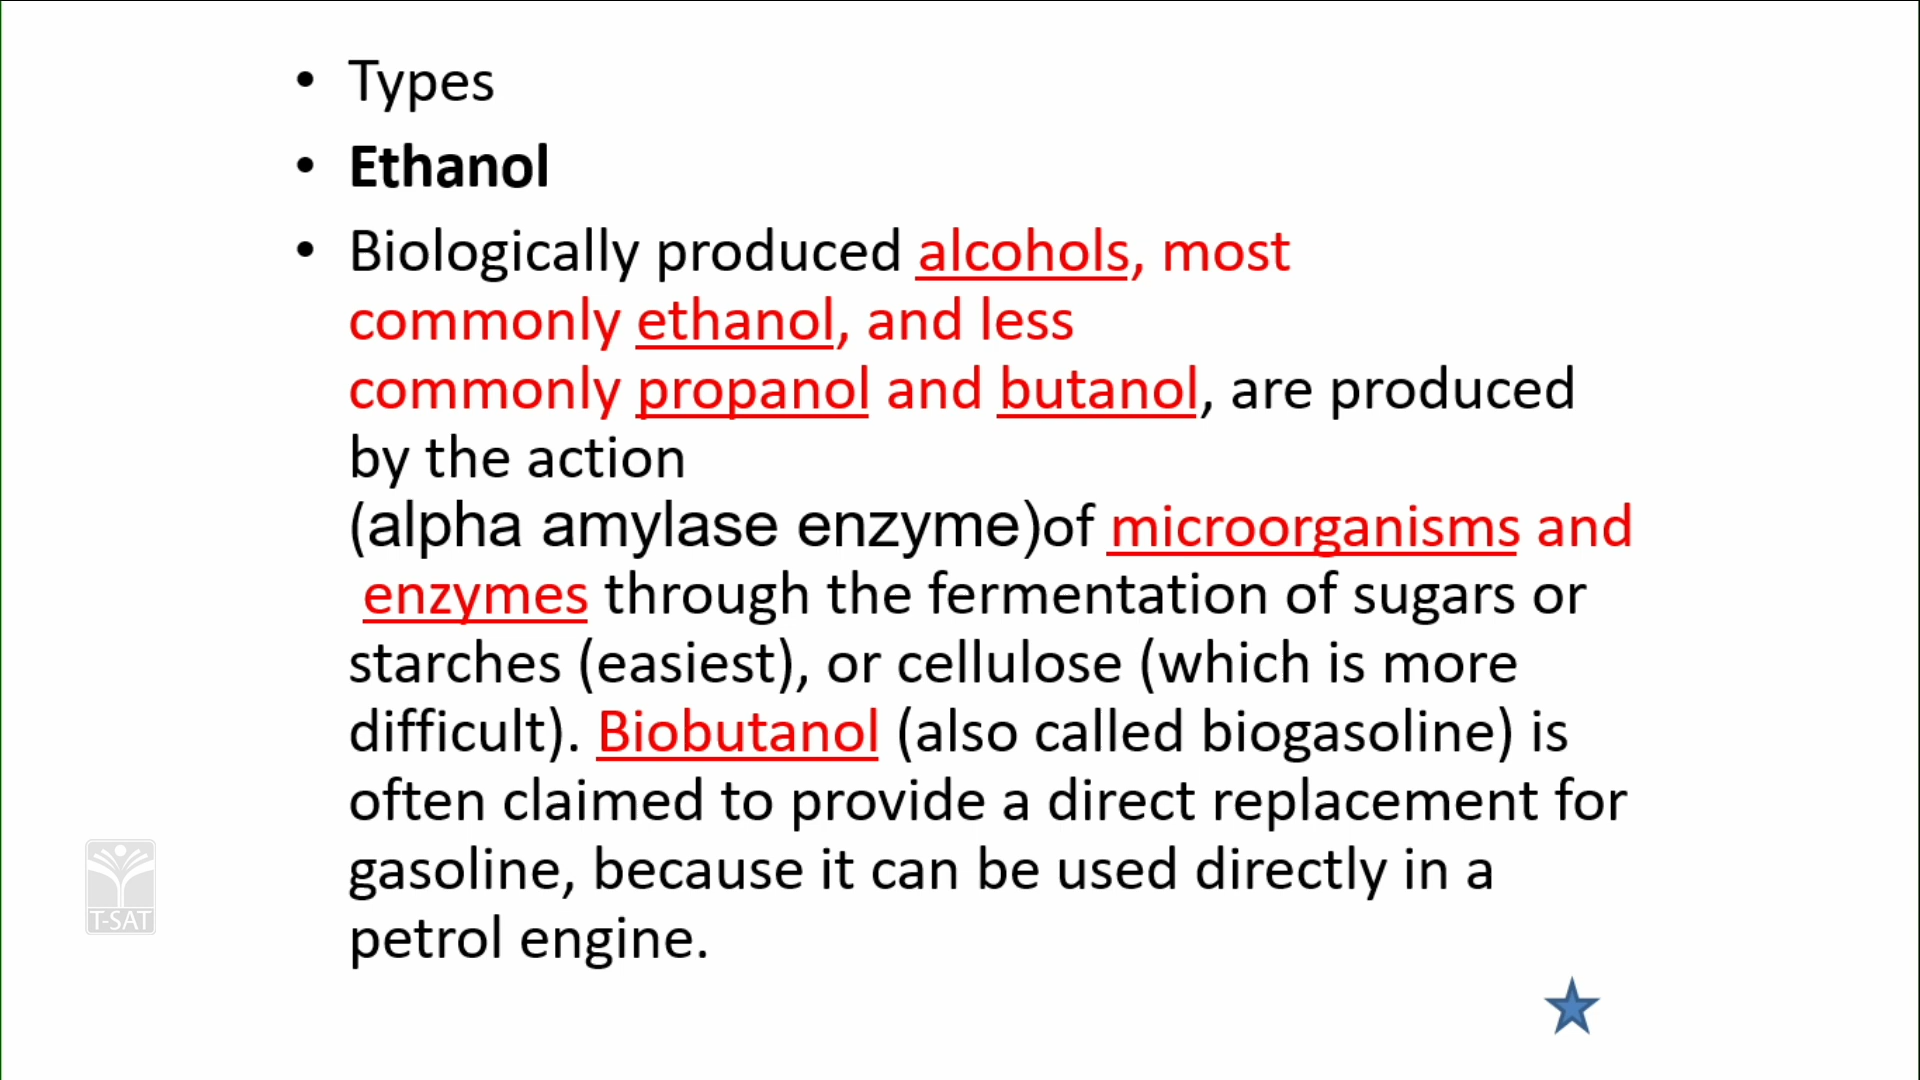 • Types
• Ethanol
• Biologically produced alcohols, most
commonly ethanol, and less
commonly propanol and butanol, are produced
by the action
(alpha amylase enzyme)of microorganisms and
enzymes through the fermentation of sugars or
starches (easiest), or cellulose (which is more
difficult). Biobutanol (also called biogasoline) is
often claimed to provide a direct replacement for
gasoline, because it can be used directly in a
petrol engine.
T-SAT